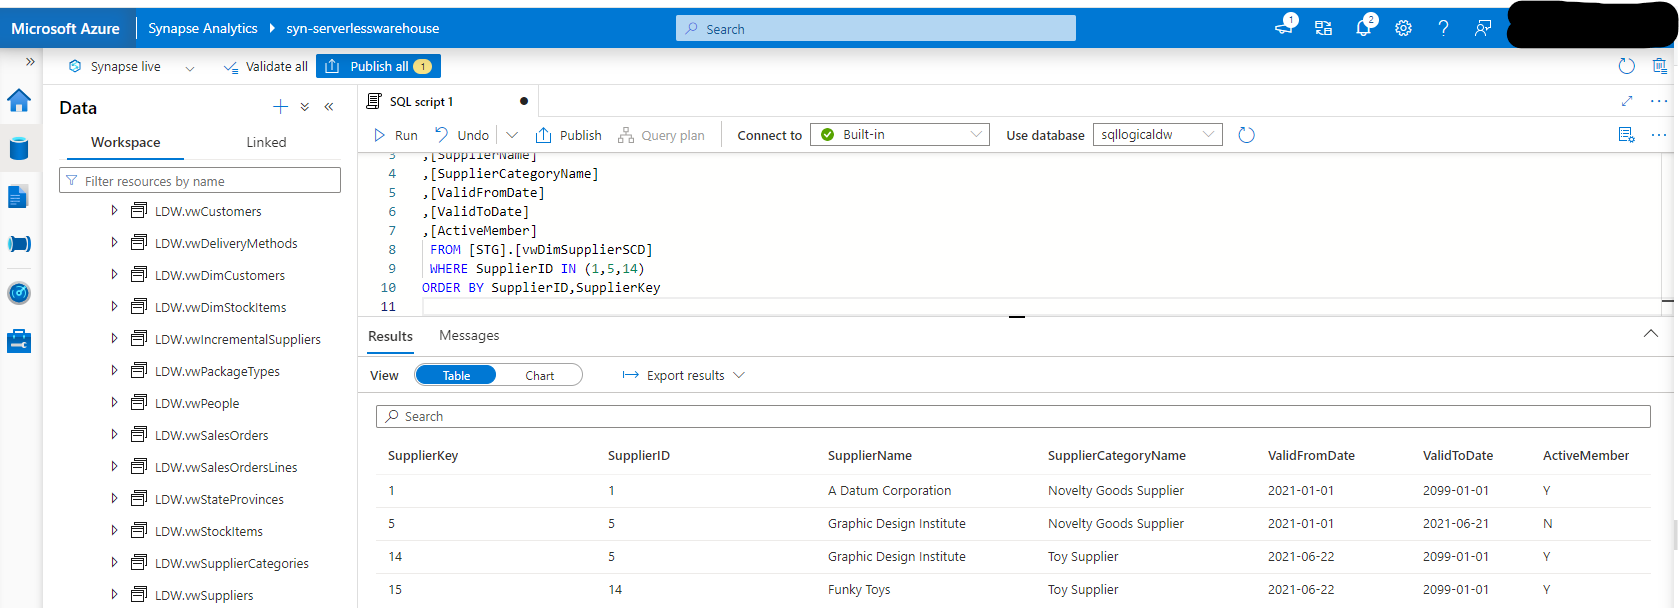 Microsoft Azure Synapse Analytics syn-serverlesswarehouse Search 1 2
Synapse live Validate all Publish all 1
Data
Workspace Linked
Filter resources by name
LDW.vwCustomers
LDW.vwDeliveryMethods
LDW.vwDimCustomers
LDW.vwDimStockItems
LDW.vwIncrementalSuppliers
LDW.vwPackageTypes
LDW.vwPeople
LDW.vwSalesOrders
LDW.vwSalesOrdersLines
LDW.vwStateProvinces
LDW.vwStockItems
LDW.vwSupplierCategories
LDW.vwSuppliers
SQL script 1
Run Undo Publish Query plan Connect to Built-in Use database sqllogicaldw
3 ,[SupplierName]
4 ,[SupplierCategoryName]
5 ,[ValidFromDate]
6 ,[ValidToDate]
7 ,[ActiveMember]
8 FROM [STG].[vwDimSupplierSCD]
9 WHERE SupplierID IN (1,5,14)
10 ORDER BY SupplierID,SupplierKey
11
Results Messages
View Table Chart Export results
Search
SupplierKey SupplierID SupplierName SupplierCategoryName ValidFromDate ValidToDate ActiveMember
1 1 A Datum Corporation Novelty Goods Supplier 2021-01-01 2099-01-01 Y
5 5 Graphic Design Institute Novelty Goods Supplier 2021-01-01 2021-06-21 N
14 5 Graphic Design Institute Toy Supplier 2021-06-22 2099-01-01 Y
15 14 Funky Toys Toy Supplier 2021-06-22 2099-01-01 Y